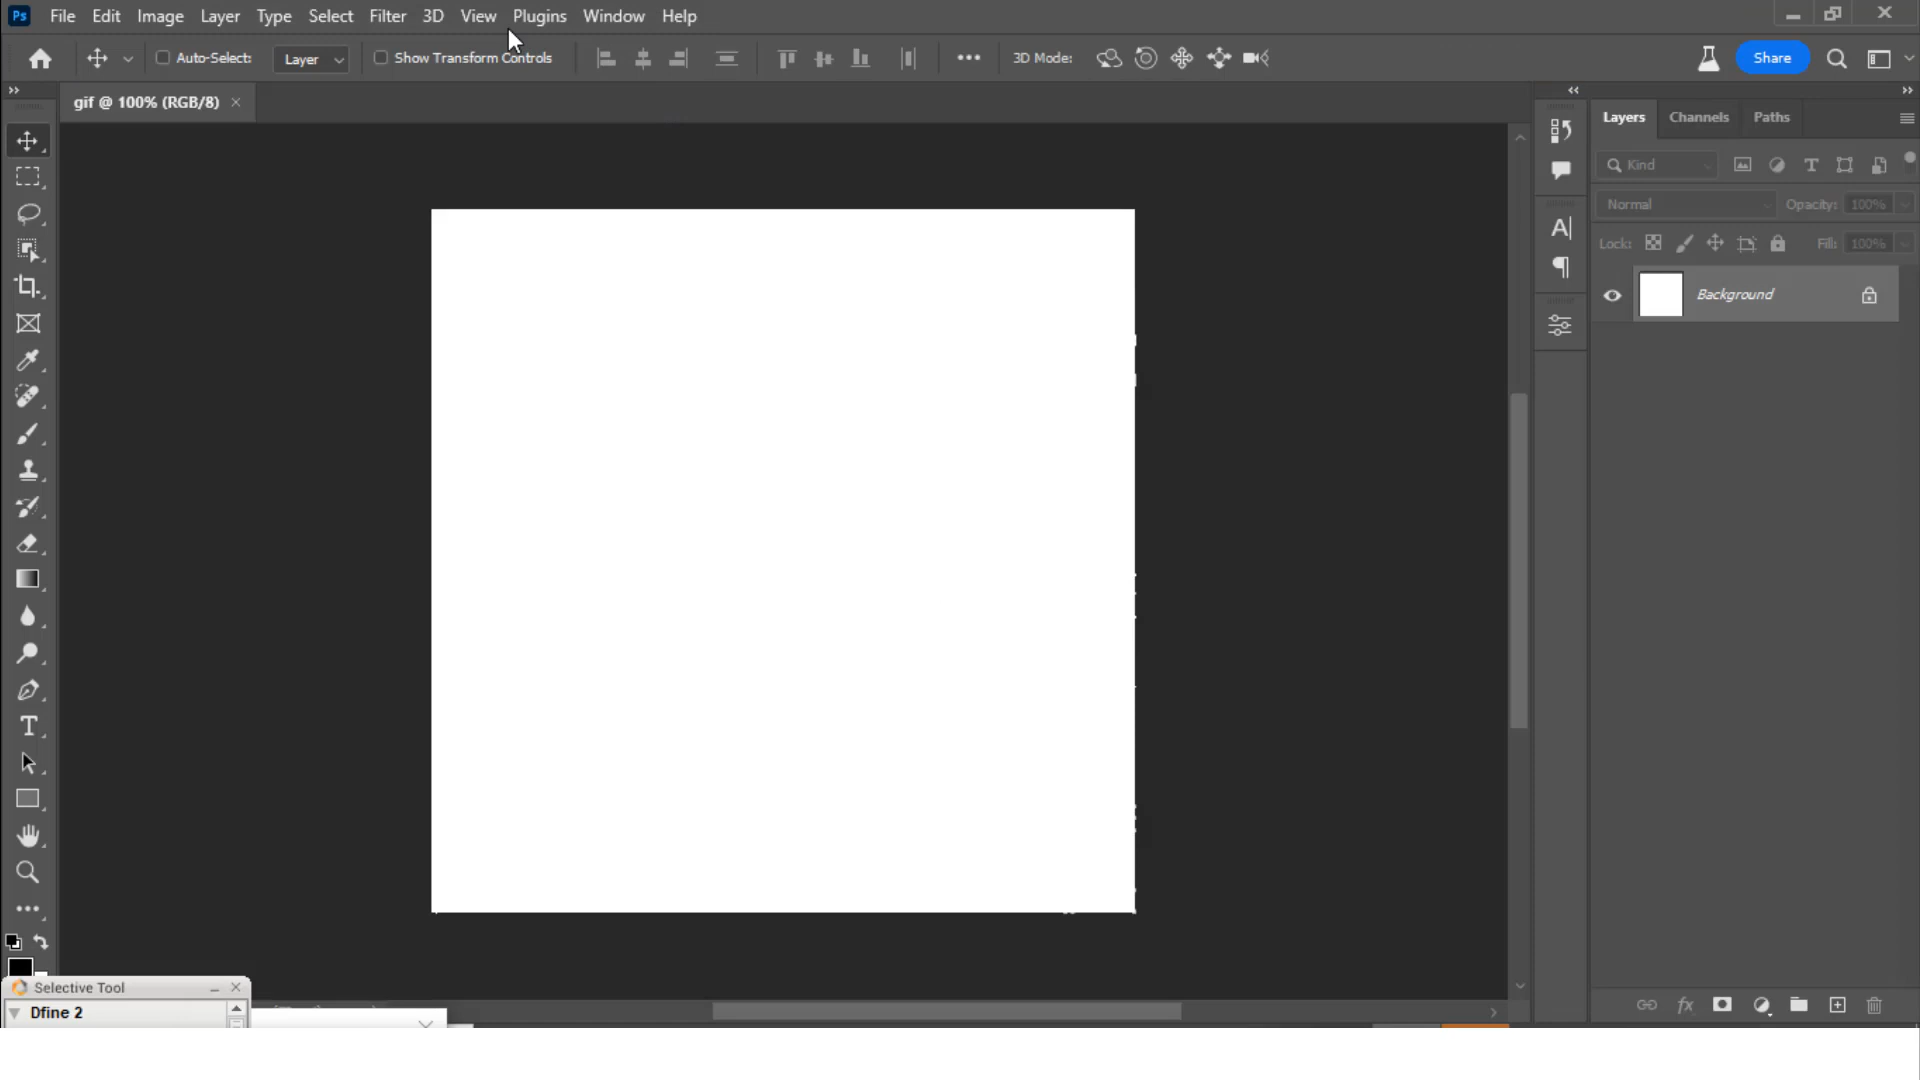 Ps File Edit Image Layer Type Select Filter 3D View Plugins Window Help
Auto-Select: Layer Show Transform Controls 3D Mode: Share
gif @ 100% (RGB/8)
Layers Channels Paths
Kind
Normal Opacity: 100%
Lock: Fill: 100%
Background
Selective Tool
Dfine 2